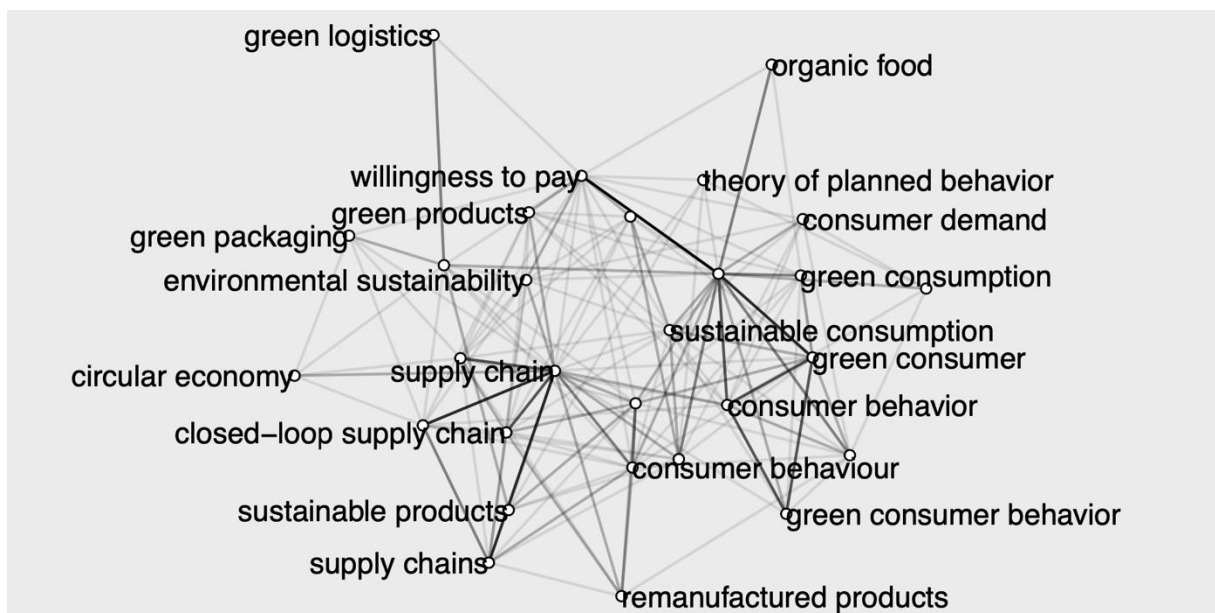 green logistics
organic food
willingness to pay
theory of planned behavior
green products
consumer demand
green packaging
environmental sustainability
green consumption
sustainable consumption
green consumer
circular economy
supply chain
consumer behavior
closed−loop supply chain
consumer behaviour
sustainable products
green consumer behavior
supply chains
remanufactured products